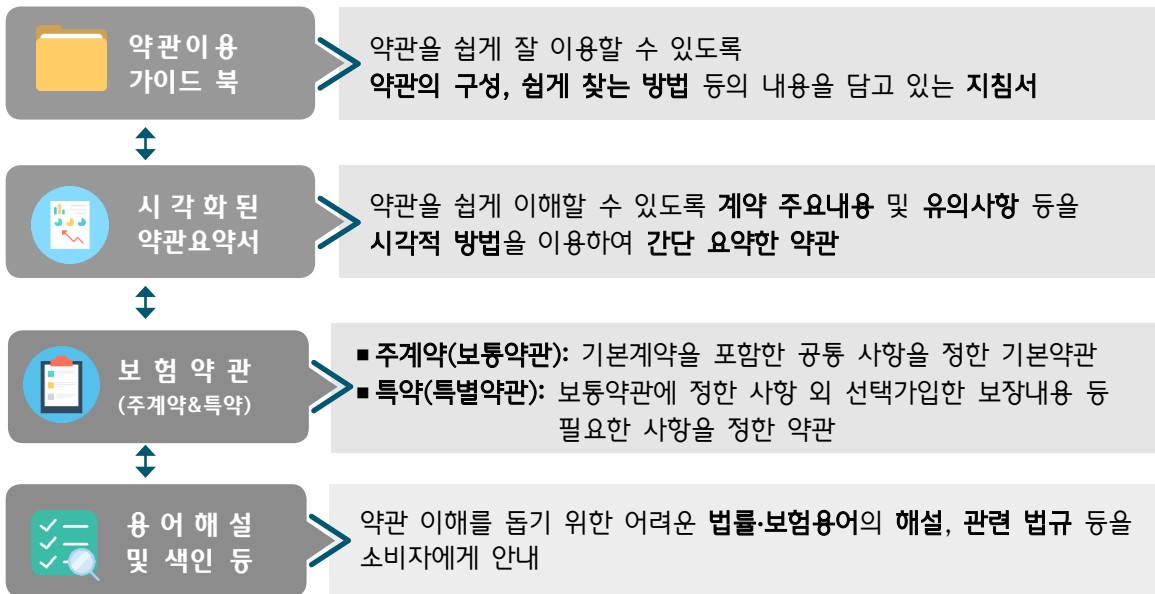 약관이용
가이드 북
약관을 쉽게 잘 이용할 수 있도록
약관의 구성, 쉽게 찾는 방법 등의 내용을 담고 있는 지침서
시각화된
약관요약서
약관을 쉽게 이해할 수 있도록 계약 주요내용 및 유의사항 등을
시각적 방법을 이용하여 간단 요약한 약관
보험약관
(주계약&특약)
▪ 주계약(보통약관): 기본계약을 포함한 공통 사항을 정한 기본약관
▪ 특약(특별약관): 보통약관에 정한 사항 외 선택가입한 보장내용 등
필요한 사항을 정한 약관
용어해설
및 색인 등
약관 이해를 돕기 위한 어려운 법률·보험용어의 해설, 관련 법규 등을
소비자에게 안내